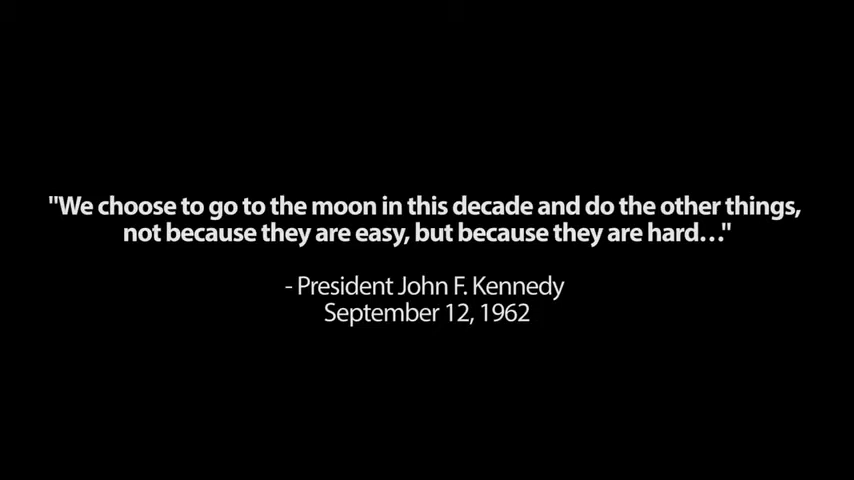 "We choose to go to the moon in this decade and do the other things,
not because they are easy, but because they are hard…"
- President John F. Kennedy
September 12, 1962